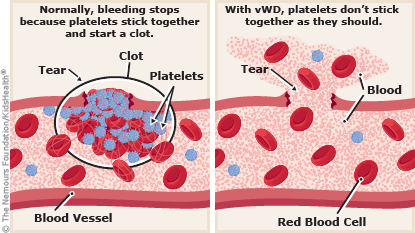 Normally, bleeding stops
because platelets stick together
and start a clot.
Clot
Tear
Platelets
Blood Vessel
With vWD, platelets don't stick
together as they should.
Tear
Blood
Red Blood Cell
© The Nemours Foundation/KidsHealth®